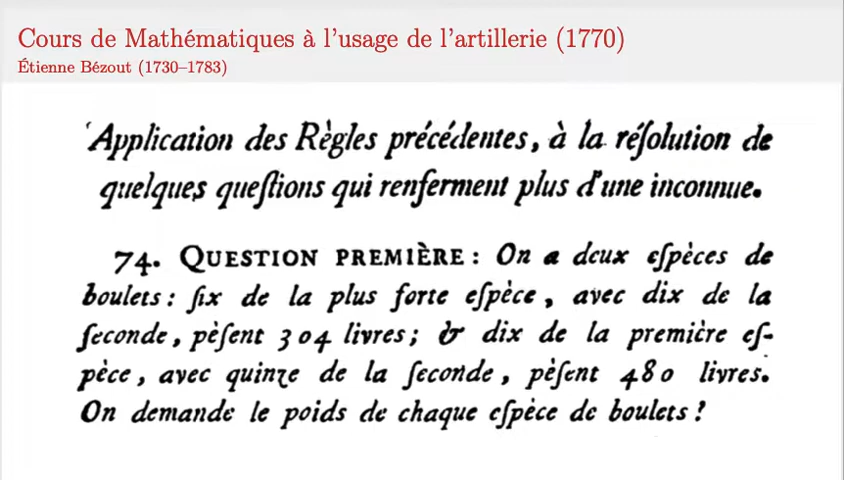 Cours de Mathématiques à l'usage de l'artillerie (1770)
Étienne Bézout (1730–1783)
Application des Règles précédentes, à la réſolution de
quelques queſtions qui renferment plus d'une inconnue.
74. QUESTION PREMIÈRE : On a deux eſpèces de
boulets : ſix de la plus forte eſpèce, avec dix de la
ſeconde, pèſent 304 livres; & dix de la première eſ-
pèce, avec quinze de la ſeconde, pèſent 480 livres.
On demande le poids de chaque eſpèce de boulets ?